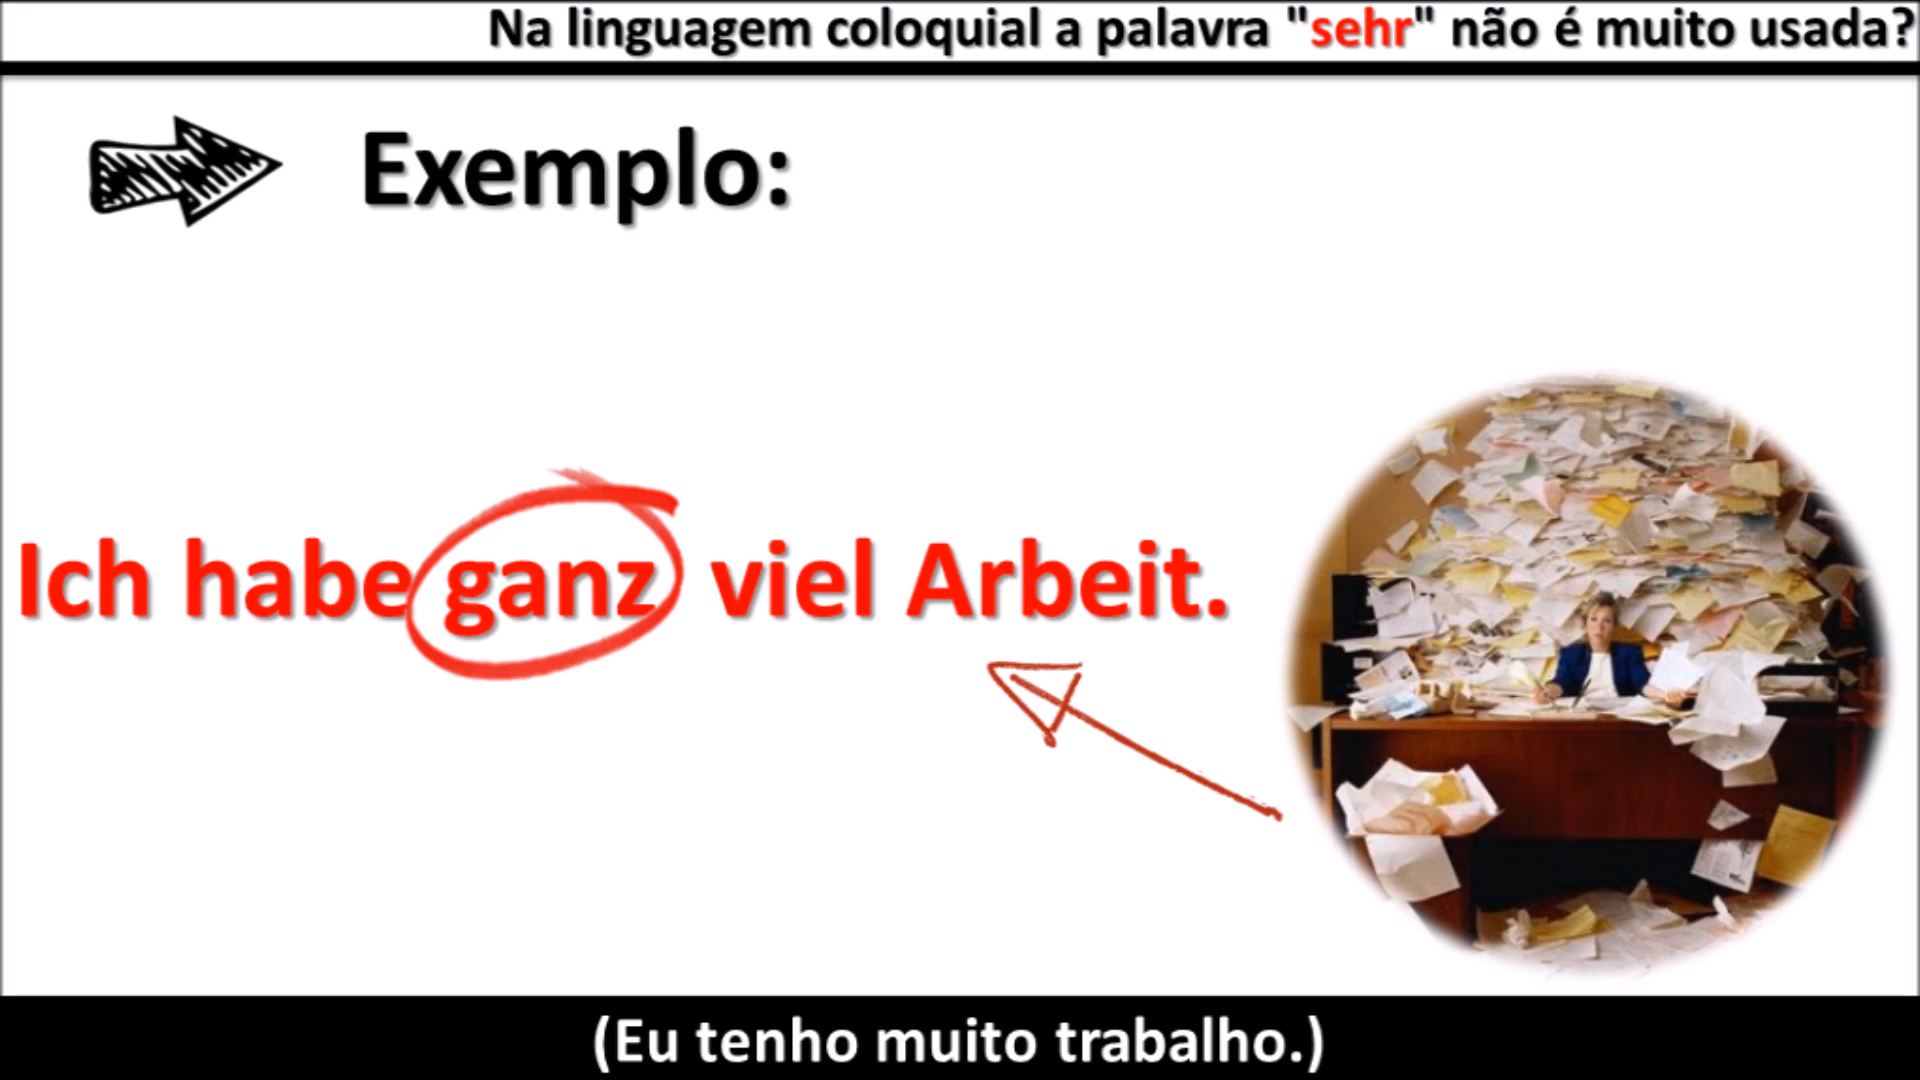 Na linguagem coloquial a palavra "sehr" não é muito usada?
Exemplo:
Ich habe ganz viel Arbeit.
(Eu tenho muito trabalho.)